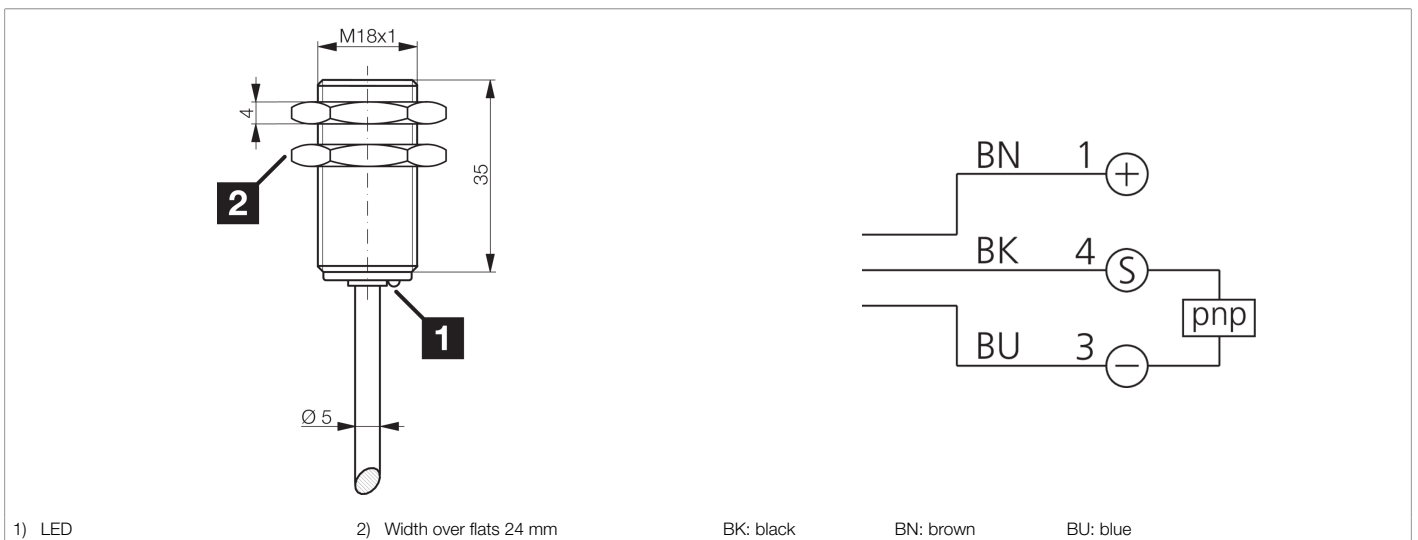 M18x1
4
35
2
1
Ø 5
BN 1 +
BK 4 S
pnp
BU 3 −
1) LED 2) Width over flats 24 mm BK: black BN: brown BU: blue